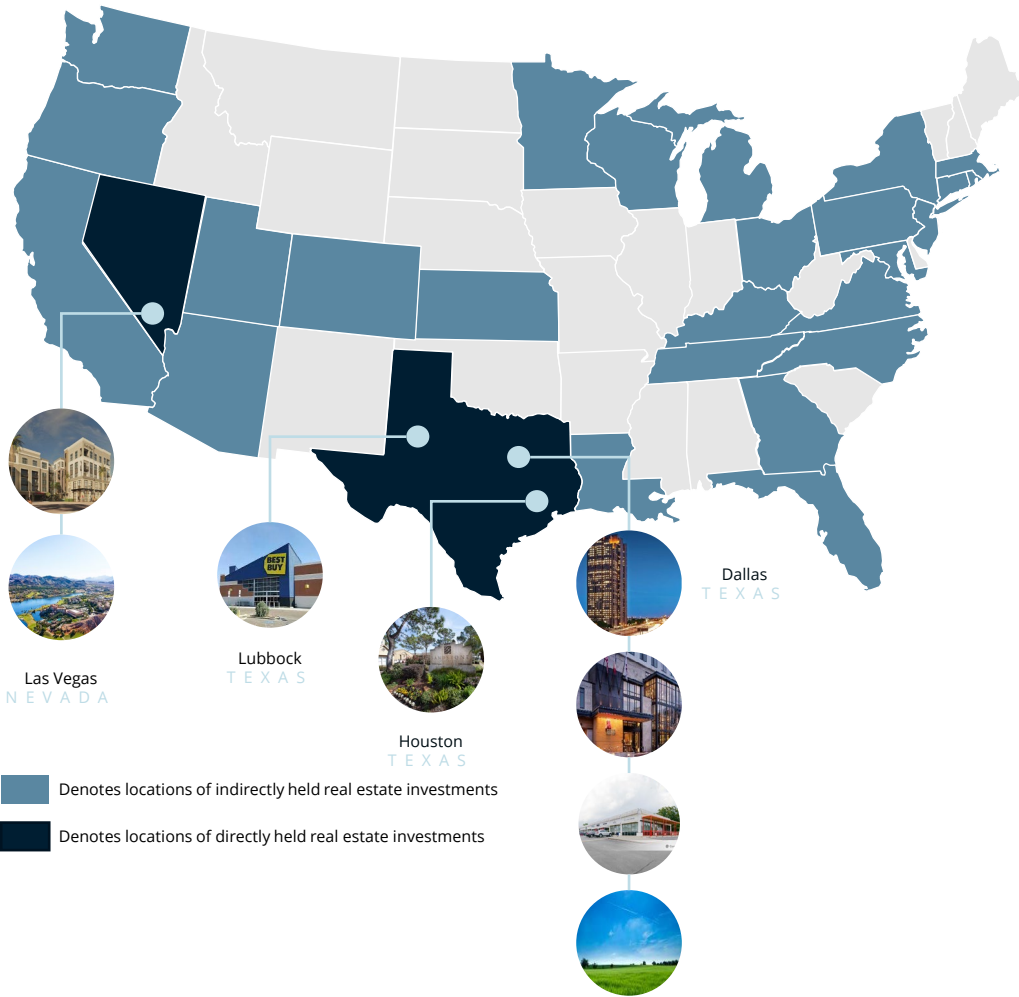 BEST
BUY
Dallas
TEXAS
Lubbock
TEXAS
Las Vegas
NEVADA
Houston
TEXAS
Denotes locations of indirectly held real estate investments
Denotes locations of directly held real estate investments